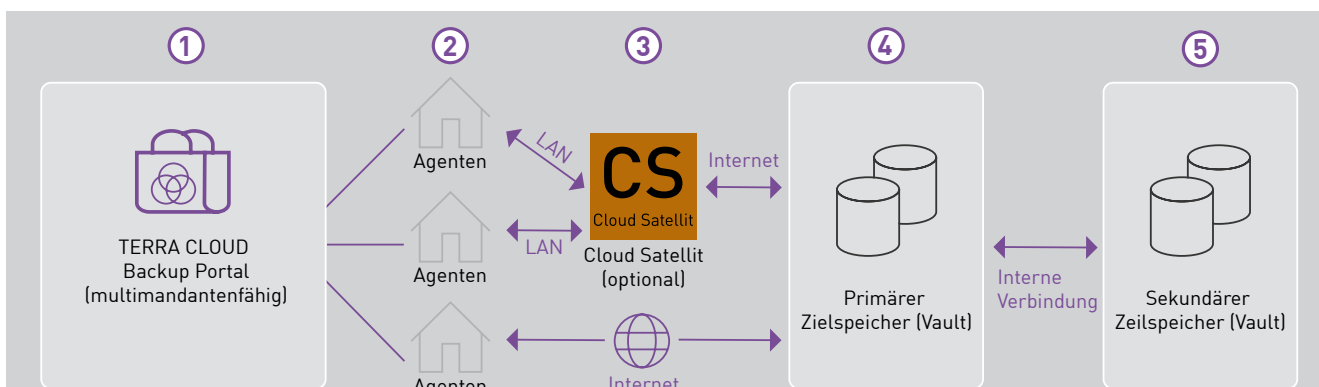 1
2
3
4
5
TERRA CLOUD
Backup Portal
(multimandantenfähig)
Agenten
Agenten
Agenten
LAN
LAN
CS
Cloud Satellit
Cloud Satellit
(optional)
Internet
Internet
Primärer
Zielspeicher (Vault)
Interne
Verbindung
Sekundärer
Zeilspeicher (Vault)